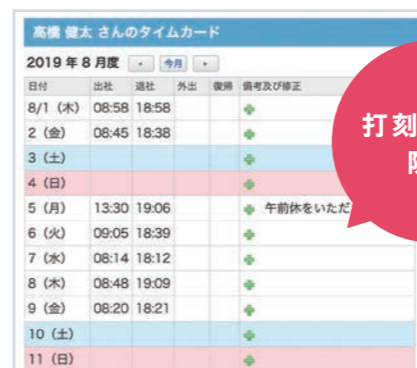 高橋 健太 さんのタイムカード
2019年8月度 今月
日付 出社 退社 外出 復帰 備考及び修正
8/1 (木) 08:58 18:58
2 (金) 08:45 18:38
3 (土)
4 (日)
5 (月) 13:30 19:06 午前休をいただ
6 (火) 09:05 18:39
7 (水) 08:14 18:12
8 (木) 08:48 19:09
9 (金) 08:20 18:21
10 (土)
11 (日)
打刻